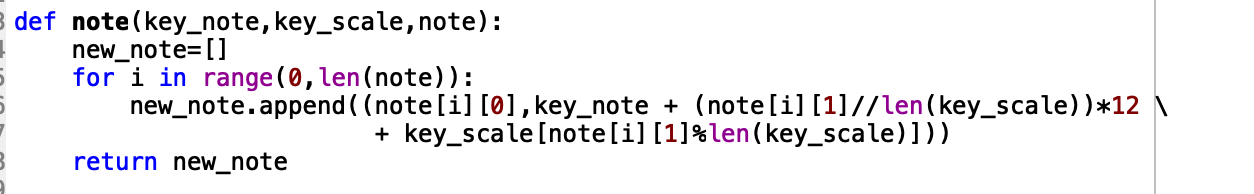 def note(key_note,key_scale,note):
    new_note=[]
    for i in range(0,len(note)):
        new_note.append((note[i][0],key_note + (note[i][1]//len(key_scale))*12 \
                         + key_scale[note[i][1]%len(key_scale)]))
    return new_note